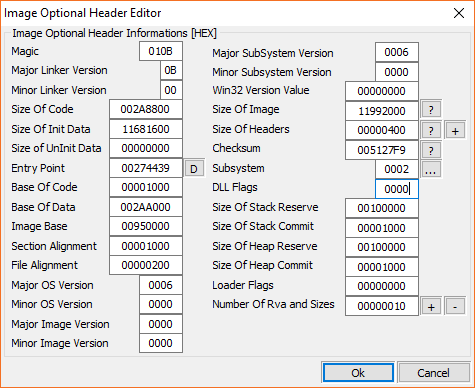 Image Optional Header Editor
Image Optional Header Informations [HEX]
Magic 010B
Major Linker Version 0B
Minor Linker Version 00
Size Of Code 002A8800
Size Of Init Data 11681600
Size of UnInit Data 00000000
Entry Point 00274439 D
Base Of Code 00001000
Base Of Data 002AA000
Image Base 00950000
Section Alignment 00001000
File Alignment 00000200
Major OS Version 0006
Minor OS Version 0000
Major Image Version 0000
Minor Image Version 0000
Major SubSystem Version 0006
Minor Subsystem Version 0000
Win32 Version Value 00000000
Size Of Image 11992000 ?
Size Of Headers 00000400 ? +
Checksum 005127F9 ?
Subsystem 0002 ...
DLL Flags 0000
Size Of Stack Reserve 00100000
Size Of Stack Commit 00001000
Size Of Heap Reserve 00100000
Size Of Heap Commit 00001000
Loader Flags 00000000
Number Of Rva and Sizes 00000010 + -
Ok Cancel